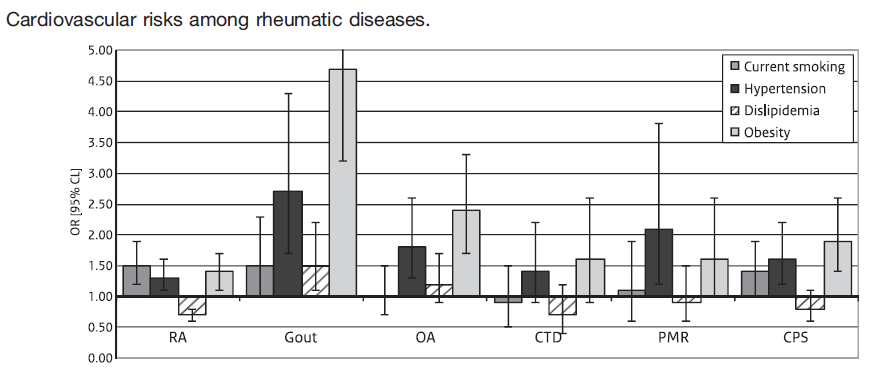 Cardiovascular risks among rheumatic diseases.
OR [95% CL]
5.00
4.50
4.00
3.50
3.00
2.50
2.00
1.50
1.00
0.50
0.00
Current smoking
Hypertension
Dislipidemia
Obesity
RA Gout OA CTD PMR CPS